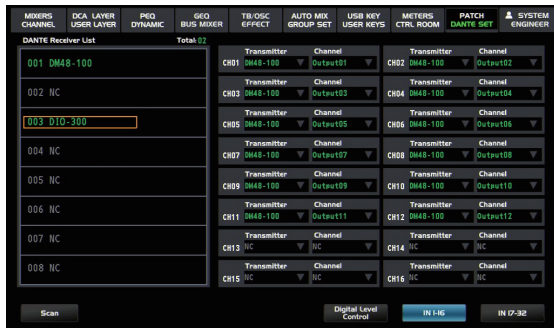 MIXERS CHANNEL
DCA LAYER USER LAYER
PEQ DYNAMIC
GEQ BUS MIXER
TB/OSC EFFECT
AUTO MIX GROUP SET
USB KEY USER KEYS
METERS CTRL ROOM
PATCH DANTE SET
SYSTEM ENGINEER
DANTE Receiver List Total:02
001 DM48-100
002 NC
003 DIO-300
004 NC
005 NC
006 NC
007 NC
008 NC
Transmitter Channel Transmitter Channel
CH01 DM48-100 Output01 CH02 DM48-100 Output02
Transmitter Channel Transmitter Channel
CH03 DM48-100 Output03 CH04 DM48-100 Output04
Transmitter Channel Transmitter Channel
CH05 DM48-100 Output05 CH06 DM48-100 Output06
Transmitter Channel Transmitter Channel
CH07 DM48-100 Output07 CH08 DM48-100 Output08
Transmitter Channel Transmitter Channel
CH09 DM48-100 Output09 CH10 DM48-100 Output10
Transmitter Channel Transmitter Channel
CH11 DM48-100 Output11 CH12 DM48-100 Output12
Transmitter Channel Transmitter Channel
CH13 NC NC CH14 NC NC
Transmitter Channel Transmitter Channel
CH15 NC NC CH16 NC NC
Scan
Digital Level Control
IN 1-16
IN 17-32